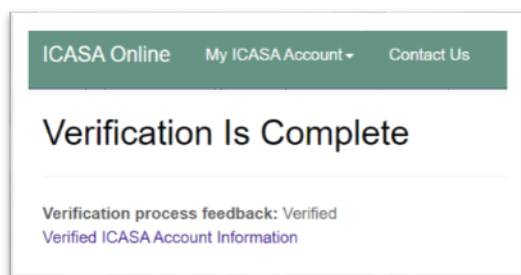 ICASA Online My ICASA Account Contact Us
Verification Is Complete
Verification process feedback: Verified
Verified ICASA Account Information